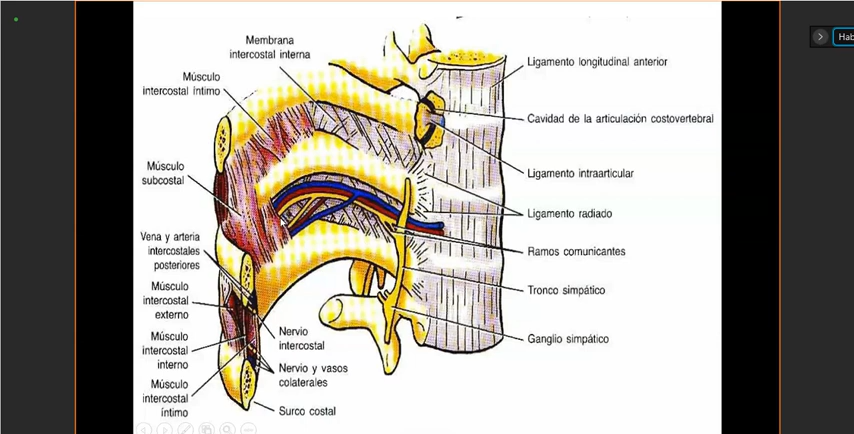 Membrana
intercostal interna
Músculo
intercostal íntimo
Músculo
subcostal
Vena y arteria
intercostales
posteriores
Músculo
intercostal
externo
Músculo
intercostal
interno
Músculo
intercostal
íntimo
Nervio
intercostal
Nervio y vasos
colaterales
Surco costal
Ligamento longitudinal anterior
Cavidad de la articulación costovertebral
Ligamento intraarticular
Ligamento radiado
Ramos comunicantes
Tronco simpático
Ganglio simpático
Hab